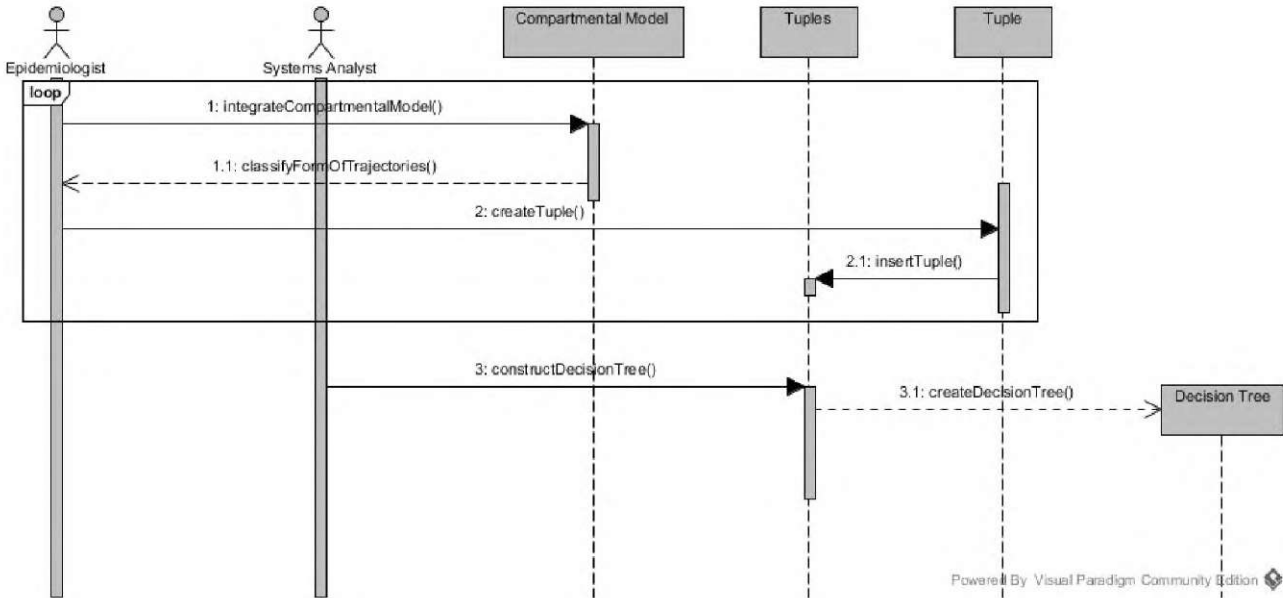 Compartmental Model
Tuples
Tuple
Epidemiologist
Systems Analyst
loop
1: integrateCompartmentalModel()
1.1: classifyFormOfTrajectories()
2: createTuple()
2.1: insertTuple()
3: constructDecisionTree()
3.1: createDecisionTree()
Decision Tree
Powered By Visual Paradigm Community Edition